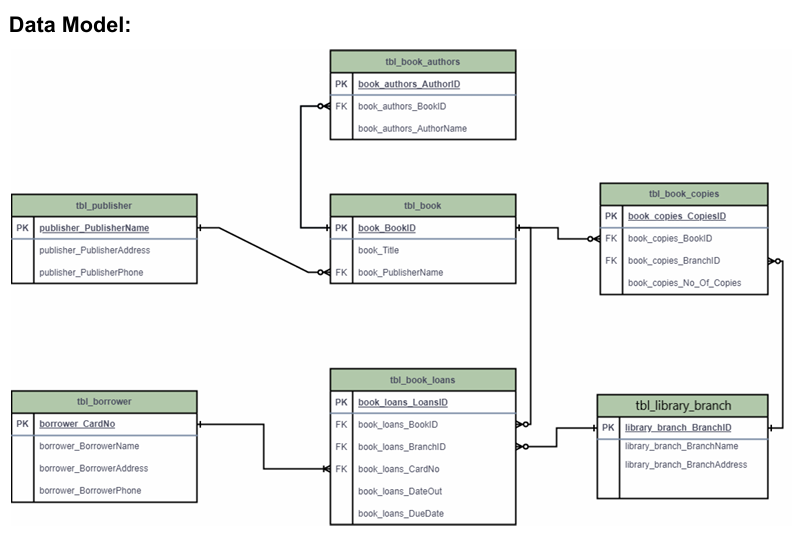 Data Model:
tbl_book_authors
PK book_authors_AuthorID
FK book_authors_BookID
book_authors_AuthorName
tbl_publisher
PK publisher_PublisherName
publisher_PublisherAddress
publisher_PublisherPhone
tbl_book
PK book_BookID
book_Title
FK book_PublisherName
tbl_book_copies
PK book_copies_CopiesID
FK book_copies_BookID
FK book_copies_BranchID
book_copies_No_Of_Copies
tbl_borrower
PK borrower_CardNo
borrower_BorrowerName
borrower_BorrowerAddress
borrower_BorrowerPhone
tbl_book_loans
PK book_loans_LoansID
FK book_loans_BookID
FK book_loans_BranchID
FK book_loans_CardNo
book_loans_DateOut
book_loans_DueDate
tbl_library_branch
PK library_branch_BranchID
library_branch_BranchName
library_branch_BranchAddress